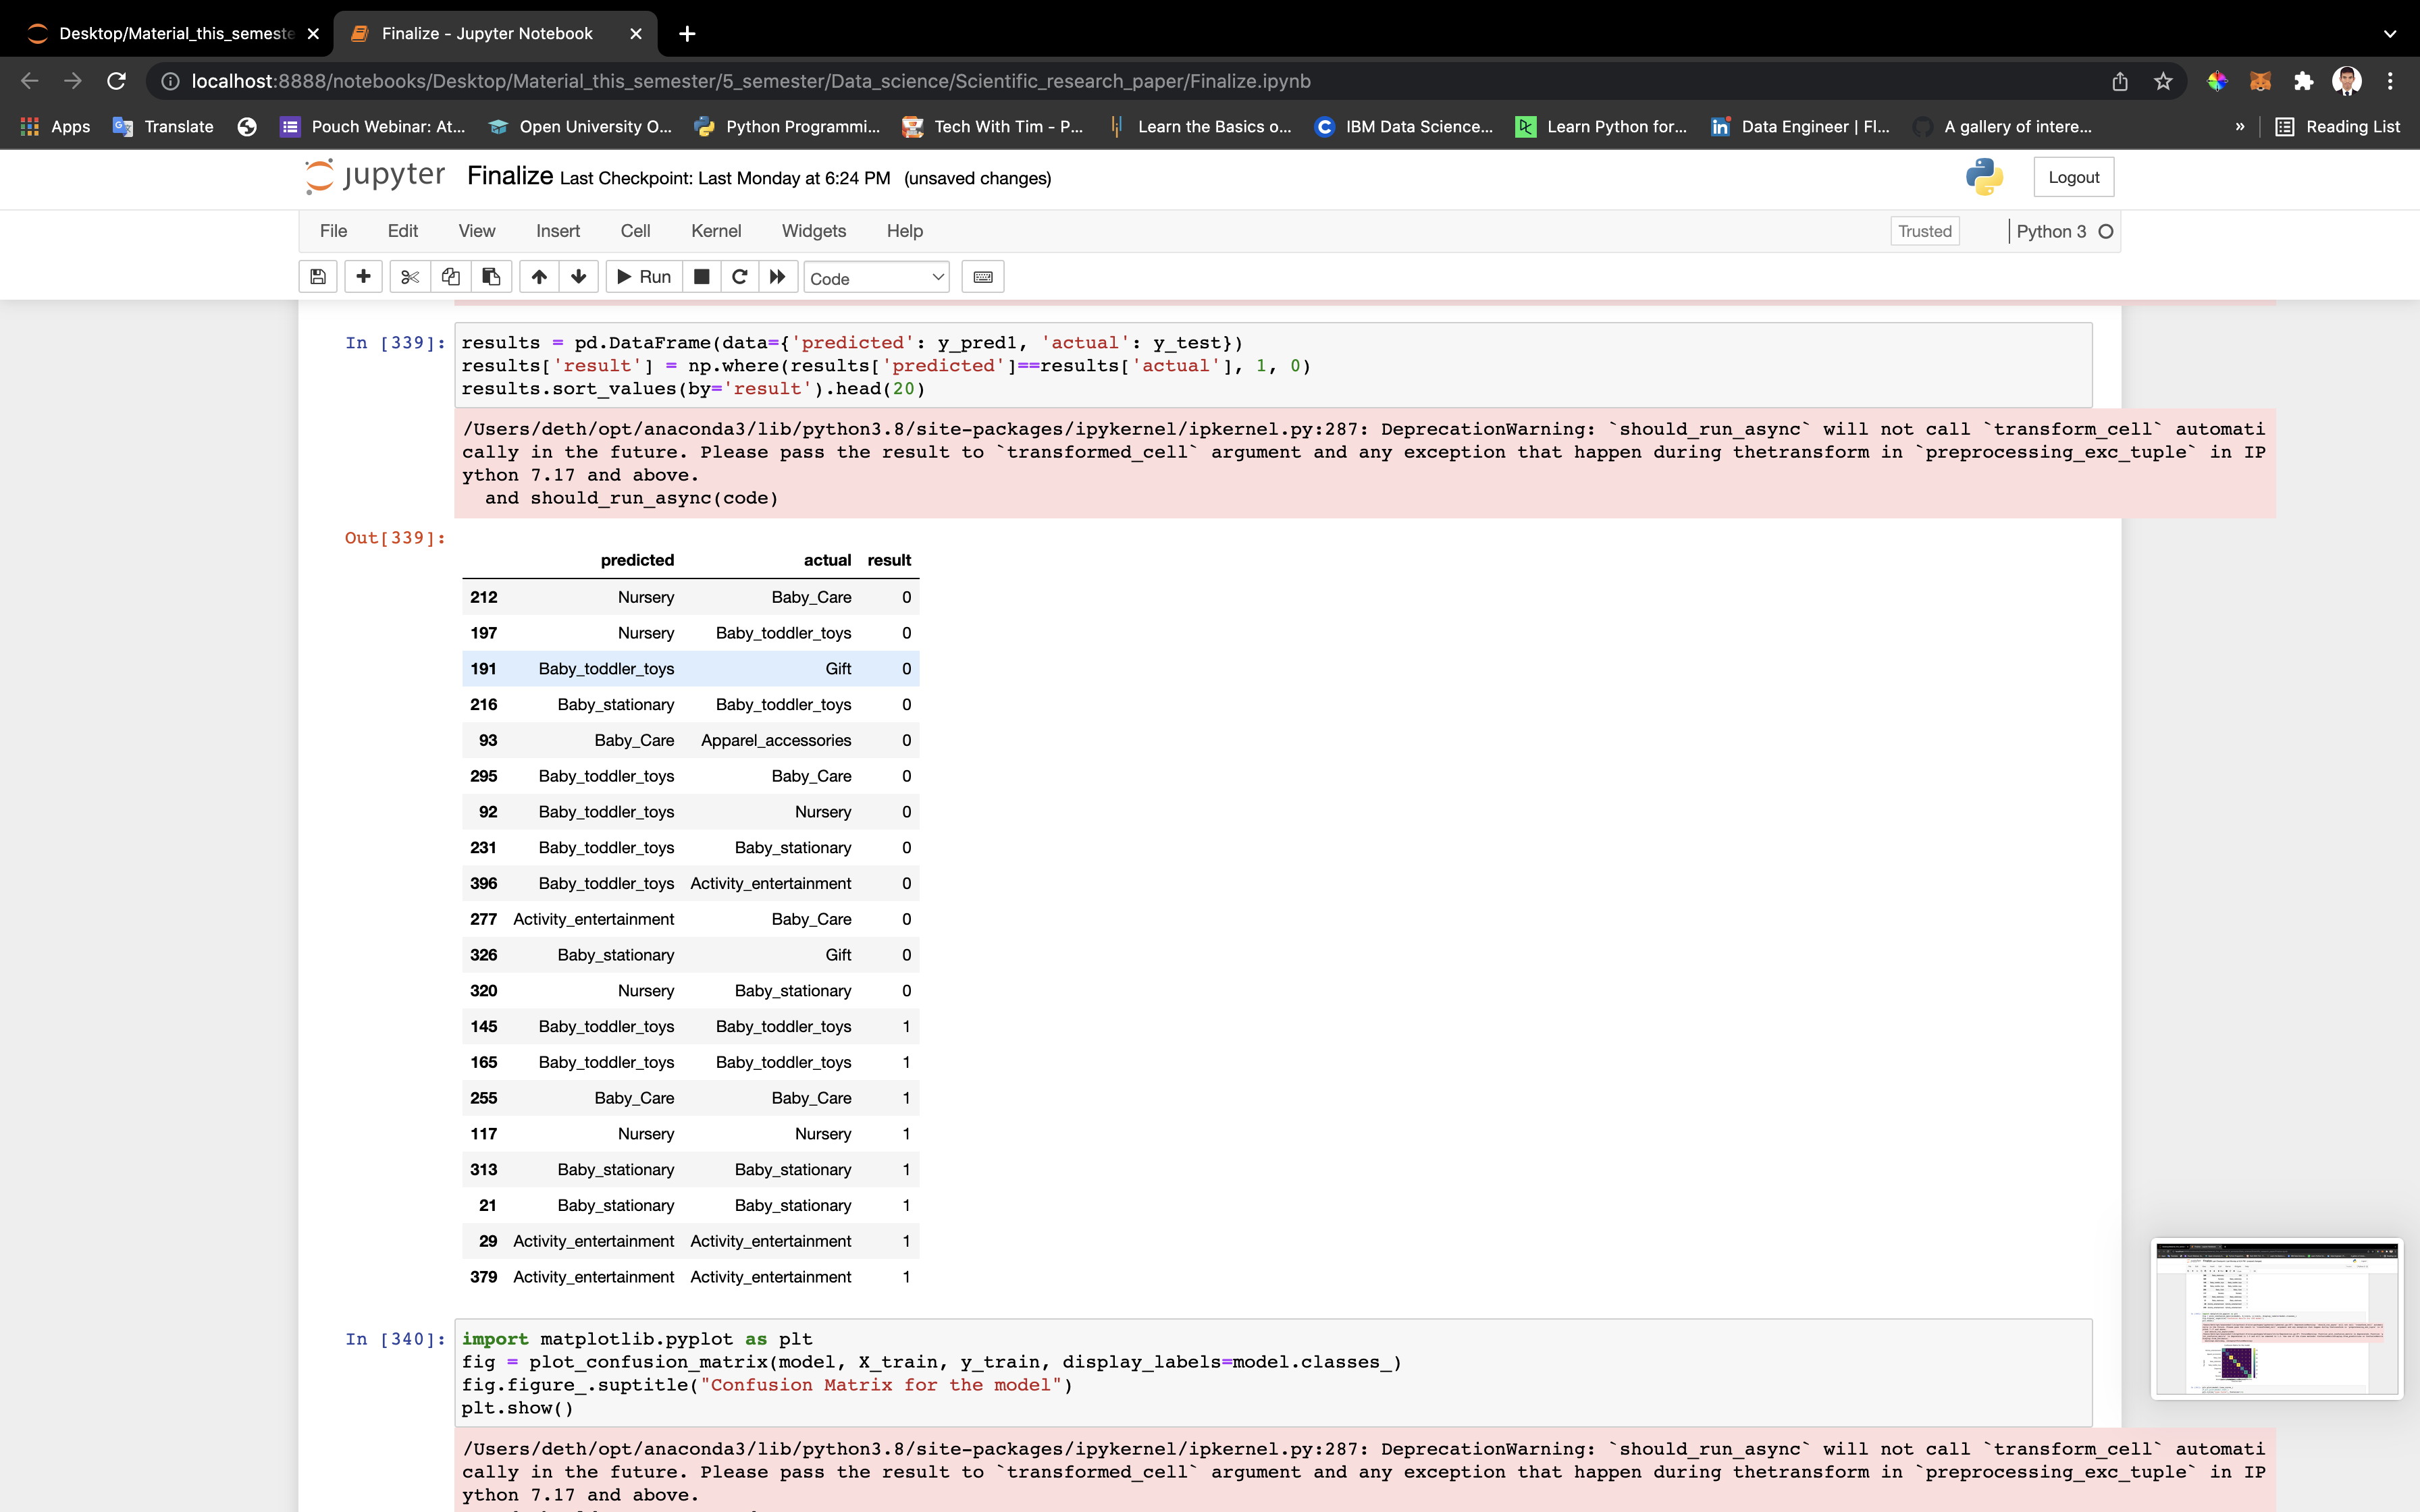 Desktop/Material_this_semeste
Finalize - Jupyter Notebook
localhost:8888/notebooks/Desktop/Material_this_semester/5_semester/Data_science/Scientific_research_paper/Finalize.ipynb
Apps Translate Pouch Webinar: At... Open University O... Python Programmi... Tech With Tim - P... Learn the Basics o... IBM Data Science... Learn Python for... Data Engineer | Fl... A gallery of intere... » Reading List
jupyter Finalize Last Checkpoint: Last Monday at 6:24 PM (unsaved changes) Logout
File Edit View Insert Cell Kernel Widgets Help Trusted Python 3
Run Code
In [339]: results = pd.DataFrame(data={'predicted': y_pred1, 'actual': y_test})
results['result'] = np.where(results['predicted']==results['actual'], 1, 0)
results.sort_values(by='result').head(20)
/Users/deth/opt/anaconda3/lib/python3.8/site-packages/ipykernel/ipkernel.py:287: DeprecationWarning: `should_run_async` will not call `transform_cell` automati
cally in the future. Please pass the result to `transformed_cell` argument and any exception that happen during thetransform in `preprocessing_exc_tuple` in IP
ython 7.17 and above.
and should_run_async(code)
Out[339]:
predicted actual result
212 Nursery Baby_Care 0
197 Nursery Baby_toddler_toys 0
191 Baby_toddler_toys Gift 0
216 Baby_stationary Baby_toddler_toys 0
93 Baby_Care Apparel_accessories 0
295 Baby_toddler_toys Baby_Care 0
92 Baby_toddler_toys Nursery 0
231 Baby_toddler_toys Baby_stationary 0
396 Baby_toddler_toys Activity_entertainment 0
277 Activity_entertainment Baby_Care 0
326 Baby_stationary Gift 0
320 Nursery Baby_stationary 0
145 Baby_toddler_toys Baby_toddler_toys 1
165 Baby_toddler_toys Baby_toddler_toys 1
255 Baby_Care Baby_Care 1
117 Nursery Nursery 1
313 Baby_stationary Baby_stationary 1
21 Baby_stationary Baby_stationary 1
29 Activity_entertainment Activity_entertainment 1
379 Activity_entertainment Activity_entertainment 1
In [340]: import matplotlib.pyplot as plt
fig = plot_confusion_matrix(model, X_train, y_train, display_labels=model.classes_)
fig.figure_.suptitle("Confusion Matrix for the model")
plt.show()
/Users/deth/opt/anaconda3/lib/python3.8/site-packages/ipykernel/ipkernel.py:287: DeprecationWarning: `should_run_async` will not call `transform_cell` automati
cally in the future. Please pass the result to `transformed_cell` argument and any exception that happen during thetransform in `preprocessing_exc_tuple` in IP
ython 7.17 and above.